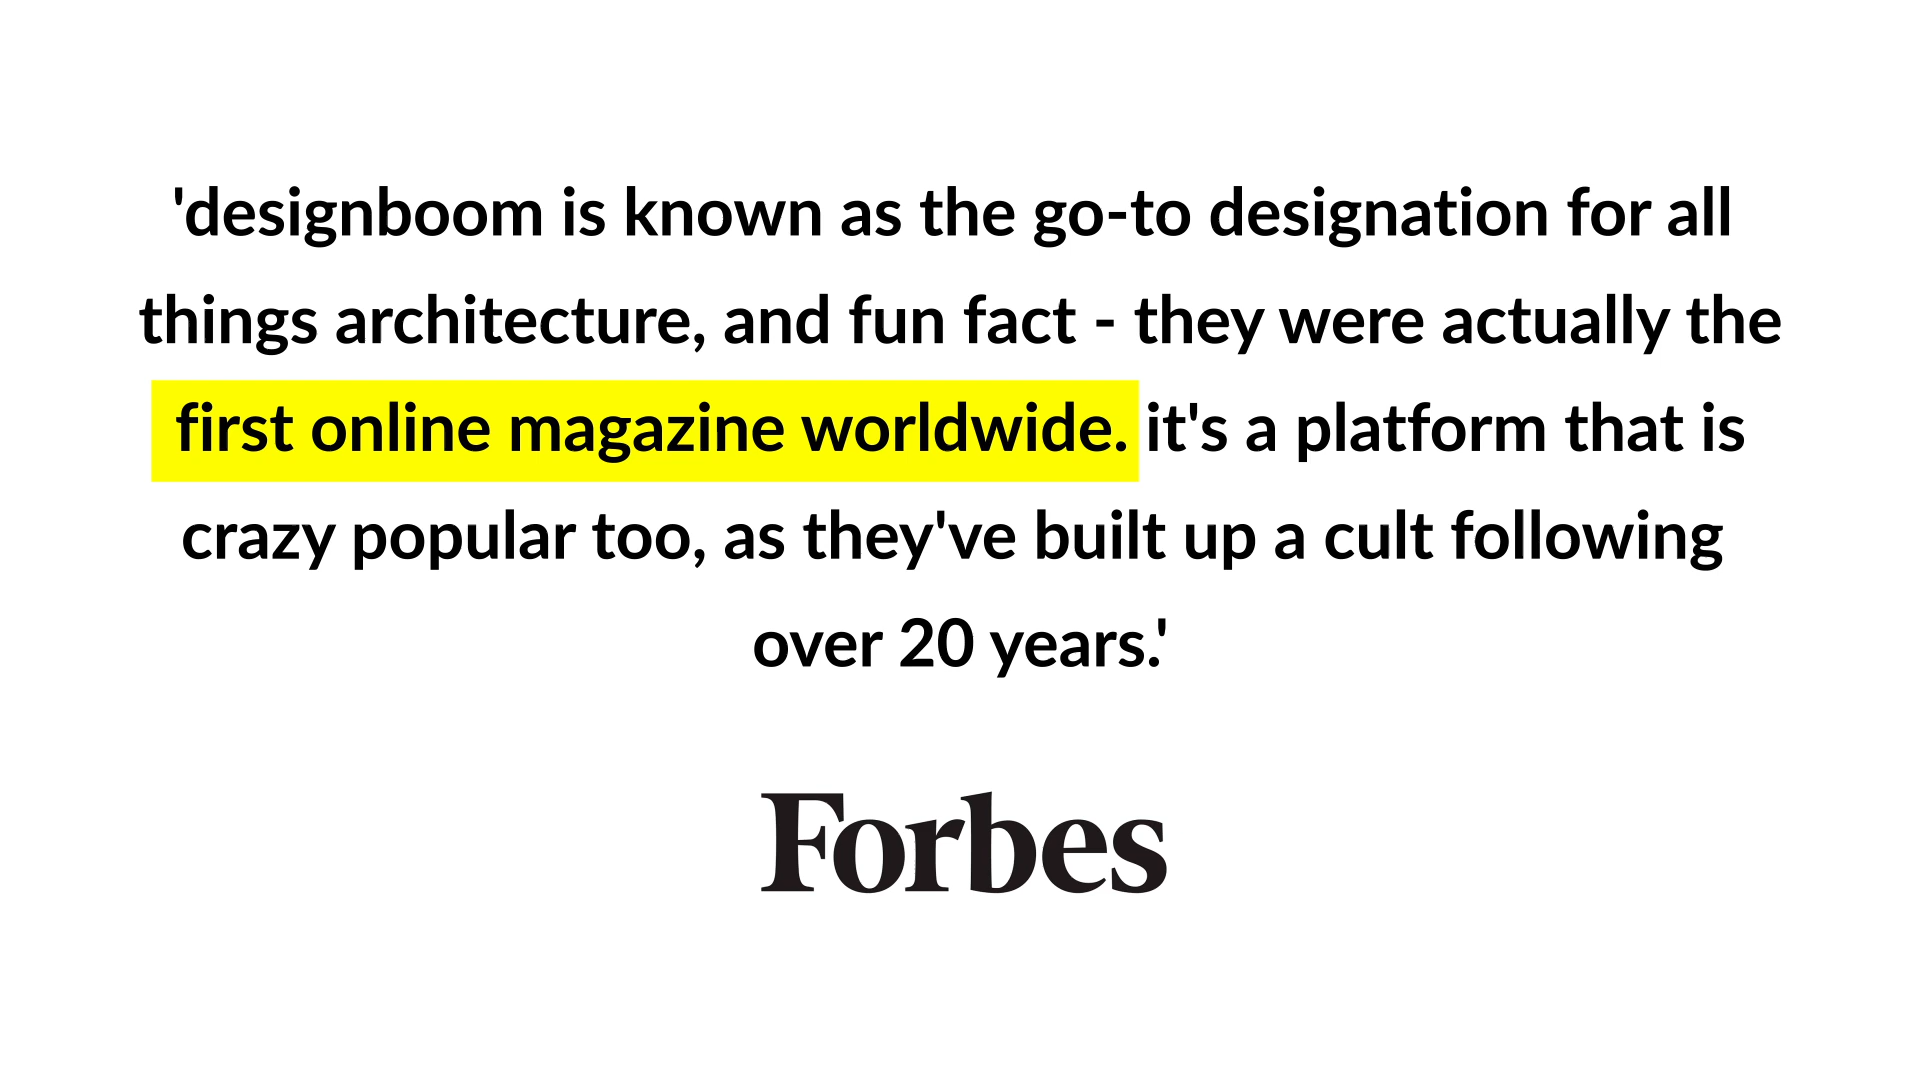 'designboom is known as the go-to designation for all
things architecture, and fun fact - they were actually the
first online magazine worldwide. it's a platform that is
crazy popular too, as they've built up a cult following
over 20 years.'
Forbes